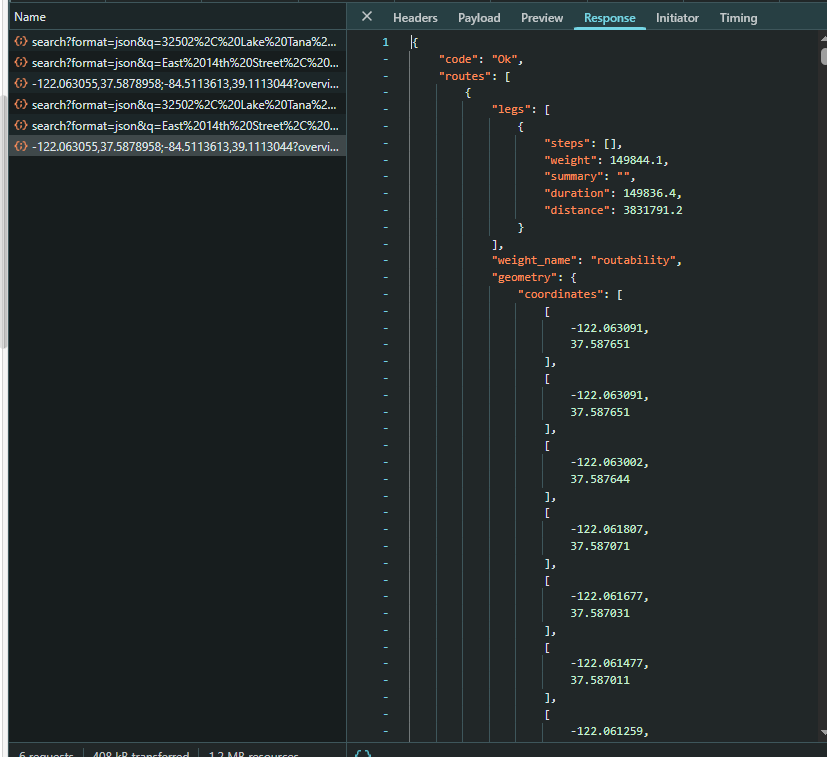 Name
search?format=json&q=32502%2C%20Lake%20Tana%2...
search?format=json&q=East%2014th%20Street%2C%20...
-122.063055,37.5878958;-84.5113613,39.1113044?overvi...
search?format=json&q=32502%2C%20Lake%20Tana%2...
search?format=json&q=East%2014th%20Street%2C%20...
-122.063055,37.5878958;-84.5113613,39.1113044?overvi...
Headers Payload Preview Response Initiator Timing
1 {
- "code": "Ok",
- "routes": [
- {
- "legs": [
- {
- "steps": [],
- "weight": 149844.1,
- "summary": "",
- "duration": 149836.4,
- "distance": 3831791.2
- }
- ],
- "weight_name": "routability",
- "geometry": {
- "coordinates": [
- [
- -122.063091,
- 37.587651
- ],
- [
- -122.063091,
- 37.587651
- ],
- [
- -122.063002,
- 37.587644
- ],
- [
- -122.061807,
- 37.587071
- ],
- [
- -122.061677,
- 37.587031
- ],
- [
- -122.061477,
- 37.587011
- ],
- [
- -122.061259,
6 requests 408 kB transferred 1.2 MB resources
{}